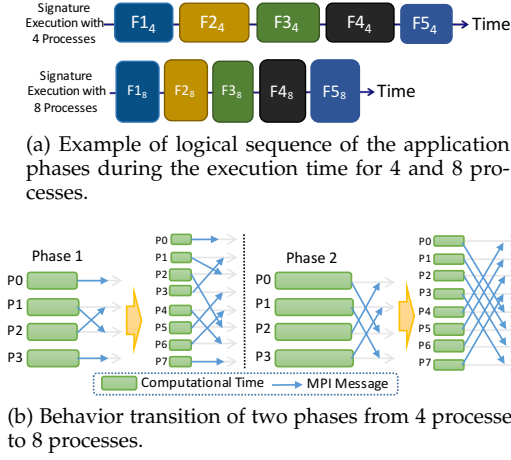 Signature
Execution with
4 Processes
F1₄ F2₄ F3₄ F4₄ F5₄ Time
Signature
Execution with
8 Processes
F1₈ F2₈ F3₈ F4₈ F5₈ Time
(a) Example of logical sequence of the application
phases during the execution time for 4 and 8 pro-
cesses.
Phase 1
P0
P1
P2
P3
P0
P1
P2
P3
P4
P5
P6
P7
Phase 2
P0
P1
P2
P3
P0
P1
P2
P3
P4
P5
P6
P7
Computational Time MPI Message
(b) Behavior transition of two phases from 4 processe
to 8 processes.